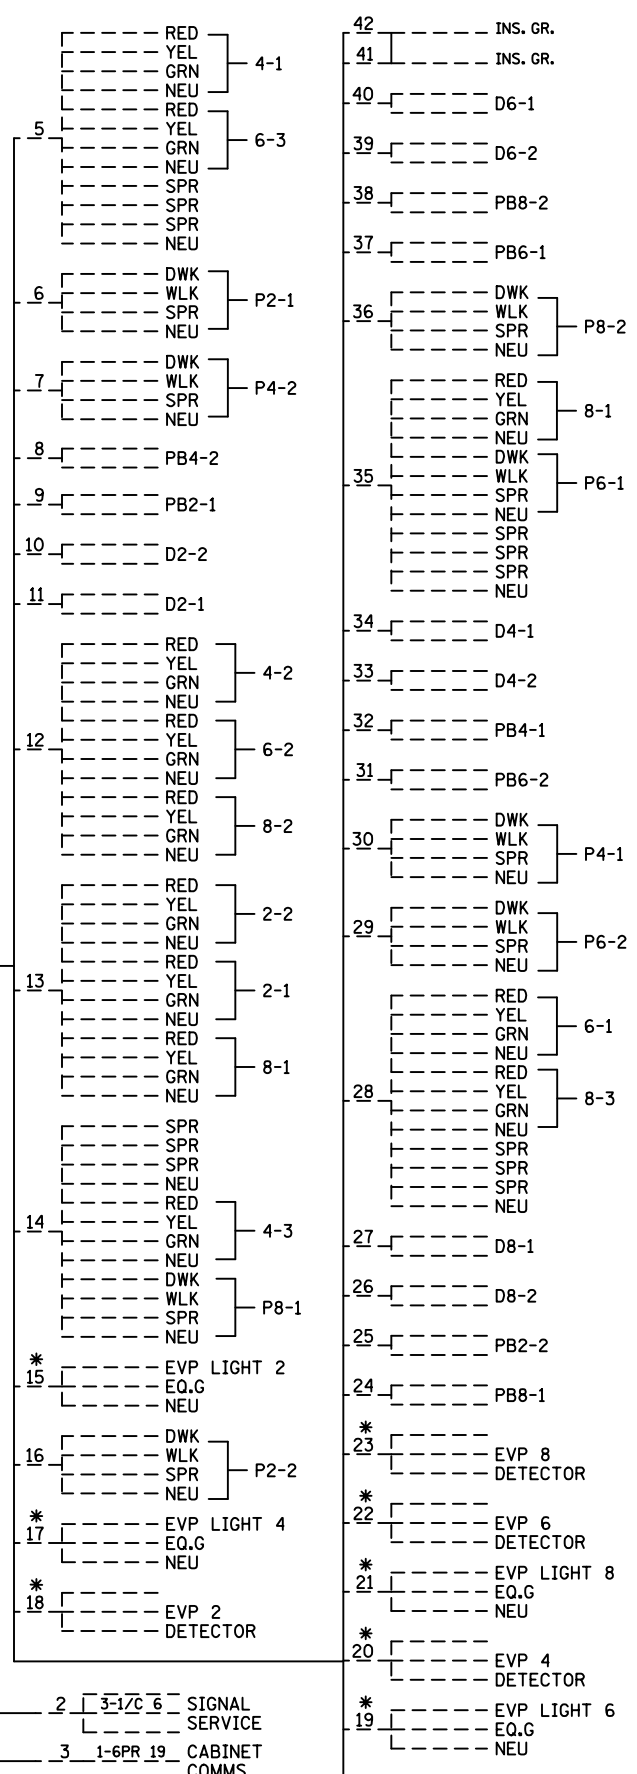 5
RED
YEL
GRN
NEU
4-1
RED
YEL
GRN
NEU
6-3
SPR
SPR
SPR
NEU
6
DWK
WLK
SPR
NEU
P2-1
7
DWK
WLK
SPR
NEU
P4-2
8 PB4-2
9 PB2-1
10 D2-2
11 D2-1
12
RED
YEL
GRN
NEU
4-2
RED
YEL
GRN
NEU
6-2
RED
YEL
GRN
NEU
8-2
13
RED
YEL
GRN
NEU
2-2
RED
YEL
GRN
NEU
2-1
RED
YEL
GRN
NEU
8-1
14
SPR
SPR
SPR
NEU
RED
YEL
GRN
NEU
4-3
DWK
WLK
SPR
NEU
P8-1
*
15
EVP LIGHT 2
EQ.G
NEU
16
DWK
WLK
SPR
NEU
P2-2
*
17
EVP LIGHT 4
EQ.G
NEU
*
18
EVP 2
DETECTOR
2 3-1/C 6 SIGNAL
SERVICE
3 1-6PR 19 CABINET
COMMS
42 INS. GR.
41 INS. GR.
40 D6-1
39 D6-2
38 PB8-2
37 PB6-1
36
DWK
WLK
SPR
NEU
P8-2
35
RED
YEL
GRN
NEU
8-1
DWK
WLK
SPR
NEU
P6-1
SPR
SPR
SPR
NEU
34 D4-1
33 D4-2
32 PB4-1
31 PB6-2
30
DWK
WLK
SPR
NEU
P4-1
29
DWK
WLK
SPR
NEU
P6-2
28
RED
YEL
GRN
NEU
6-1
RED
YEL
GRN
NEU
8-3
SPR
SPR
SPR
NEU
27 D8-1
26 D8-2
25 PB2-2
24 PB8-1
*
23
EVP 8
DETECTOR
*
22
EVP 6
DETECTOR
*
21
EVP LIGHT 8
EQ.G
NEU
*
20
EVP 4
DETECTOR
*
19
EVP LIGHT 6
EQ.G
NEU